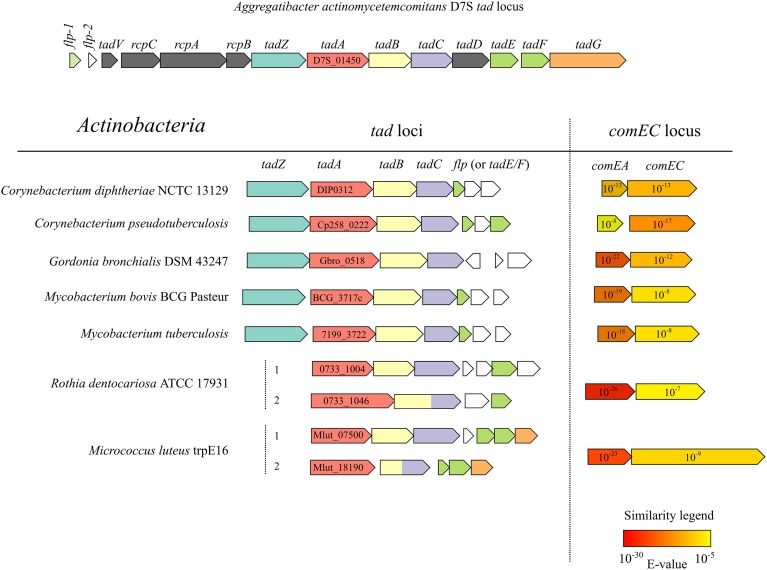 Aggregatibacter actinomycetemcomitans D7S tad locus
flp-1 flp-2 tadV rcpC rcpA rcpB tadZ tadA tadB tadC tadD tadE tadF tadG
D7S_01450
Actinobacteria tad loci comEC locus
tadZ tadA tadB tadC flp (or tadE/F) comEA comEC
Corynebacterium diphtheriae NCTC 13129 DIP0312 10-13 10-13
Corynebacterium pseudotuberculosis Cp258_0222 10-8 10-17
Gordonia bronchialis DSM 43247 Gbro_0518 10-22 10-12
Mycobacterium bovis BCG Pasteur BCG_3717c 10-19 10-8
Mycobacterium tuberculosis 7199_3722 10-18 10-8
1 0733_1004
Rothia dentocariosa ATCC 17931 10-26 10-7
2 0733_1046
1 Mlut_07500
Micrococcus luteus trpE16 10-23 10-9
2 Mlut_18190
Similarity legend
10-30 E-value 10-5